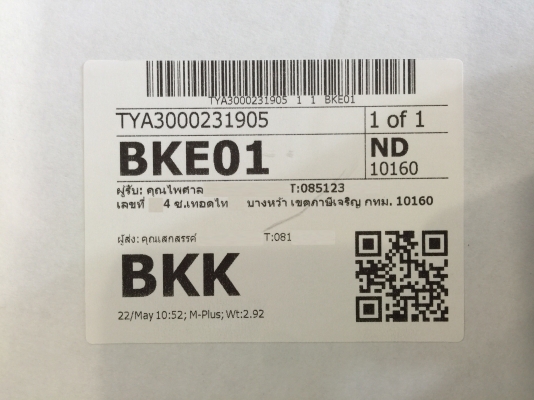 TYA3000231905 1 1 BKE01
TYA3000231905 1 of 1
BKE01 ND
10160
ผู้รับ: คุณไพศาล T:085123
เลขที่ 4 ซ.เทอดไท บางหว้า เขตภาษีเจริญ กทม. 10160
ผู้ส่ง: คุณเสกสรรค์ T:081
BKK
22/May 10:52; M-Plus; Wt:2.92